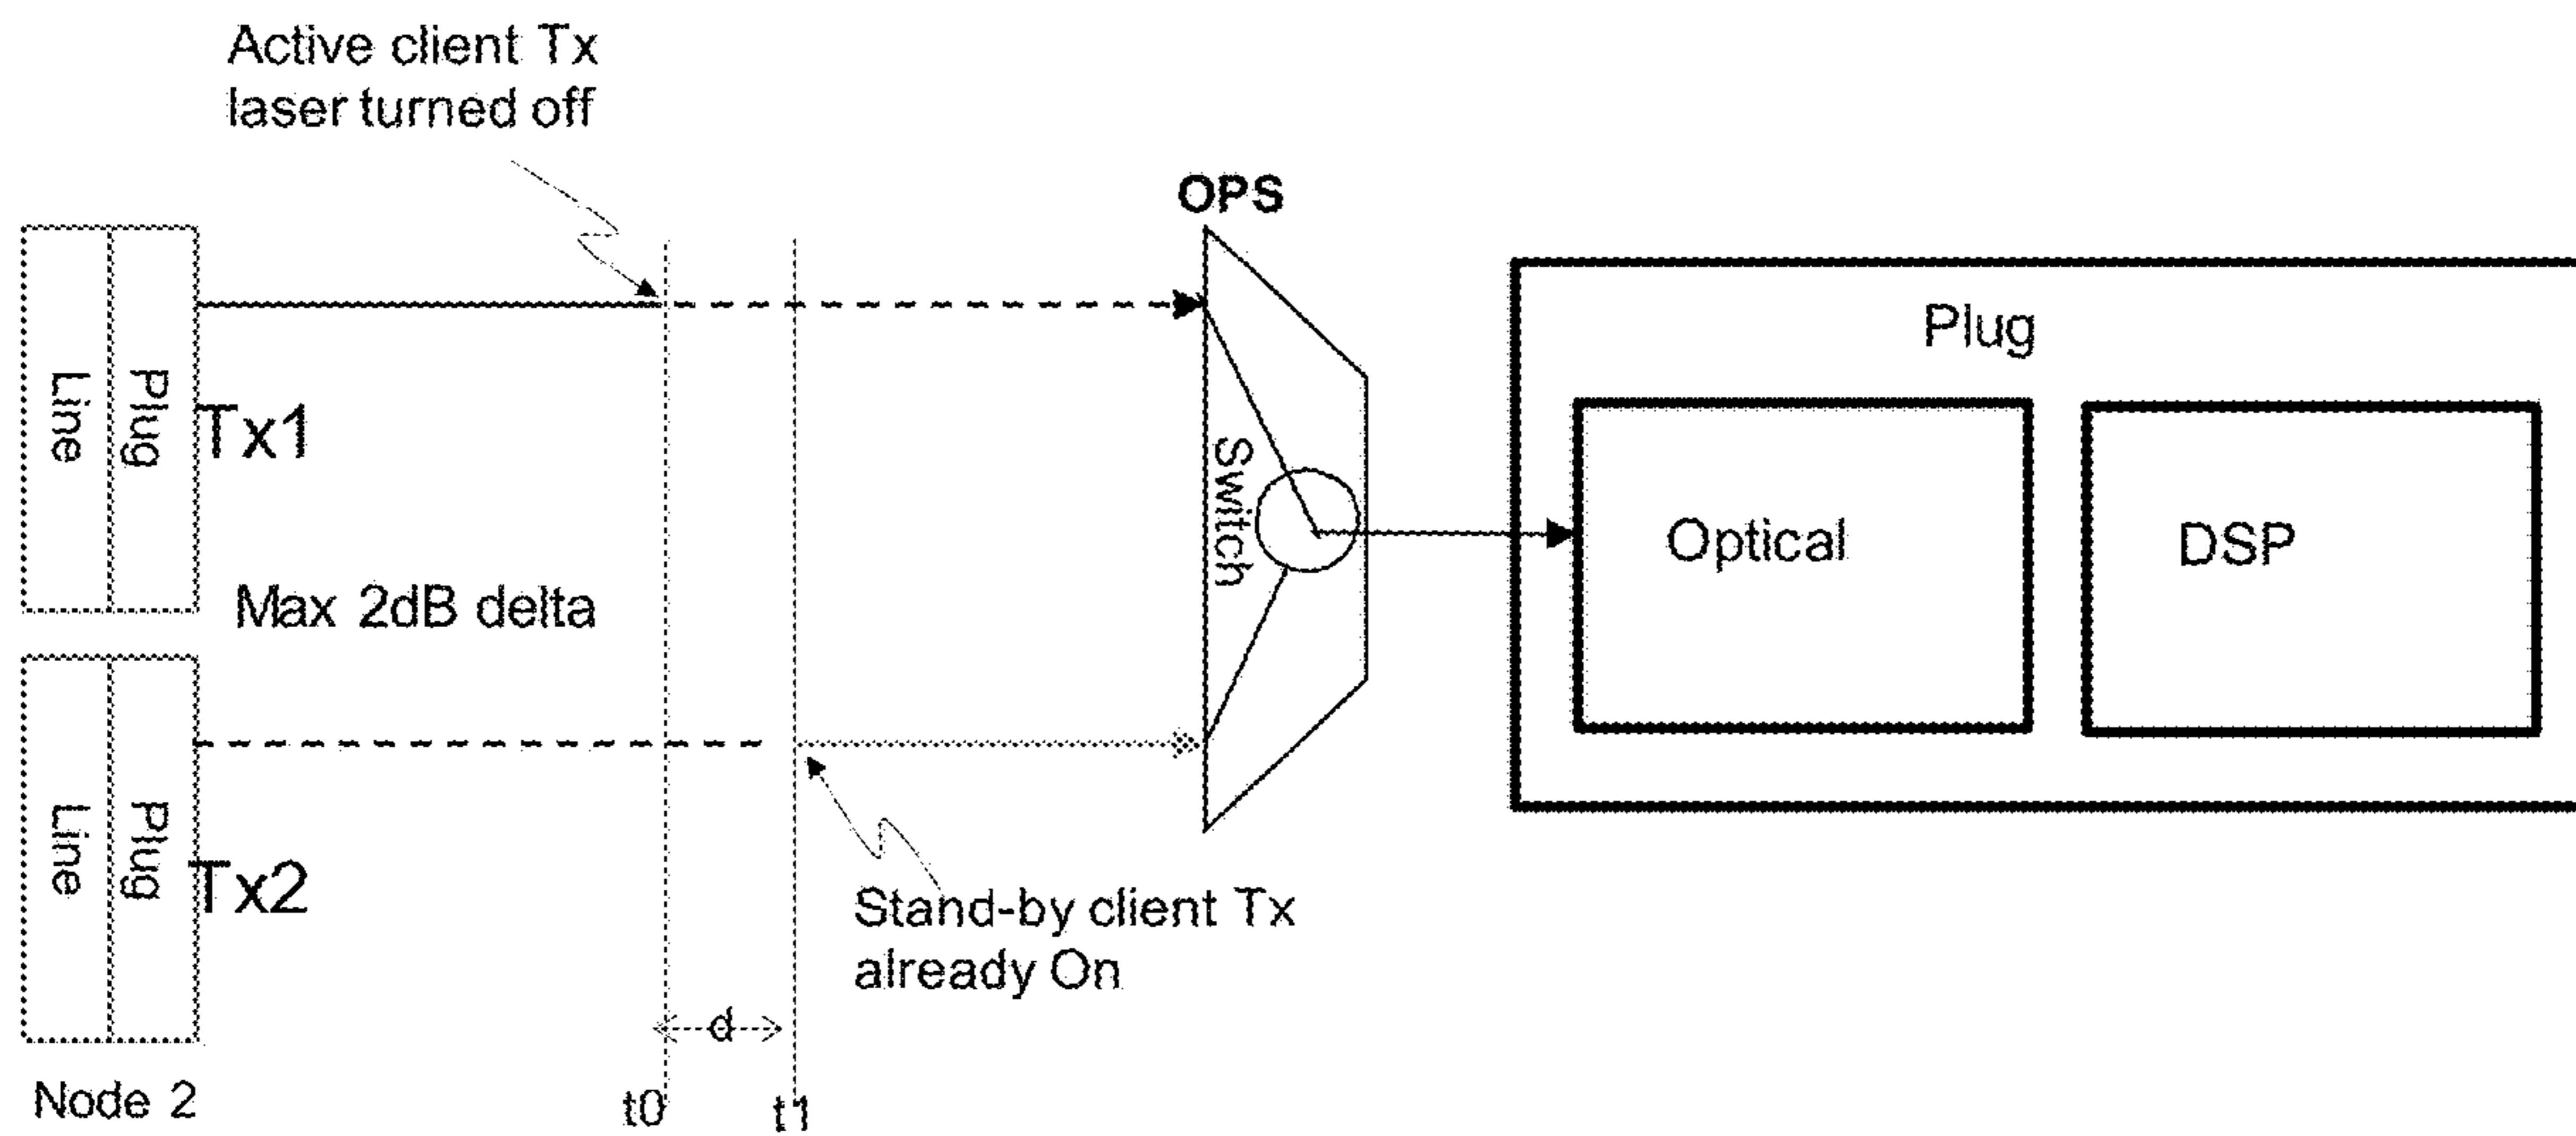 Active client Tx
laser turned off
OPS
Line
Plug
Tx1
Switch
Plug
Optical
DSP
Max 2dB delta
Line
Plug
Tx2
Stand-by client Tx
already On
d
Node 2
t0
t1